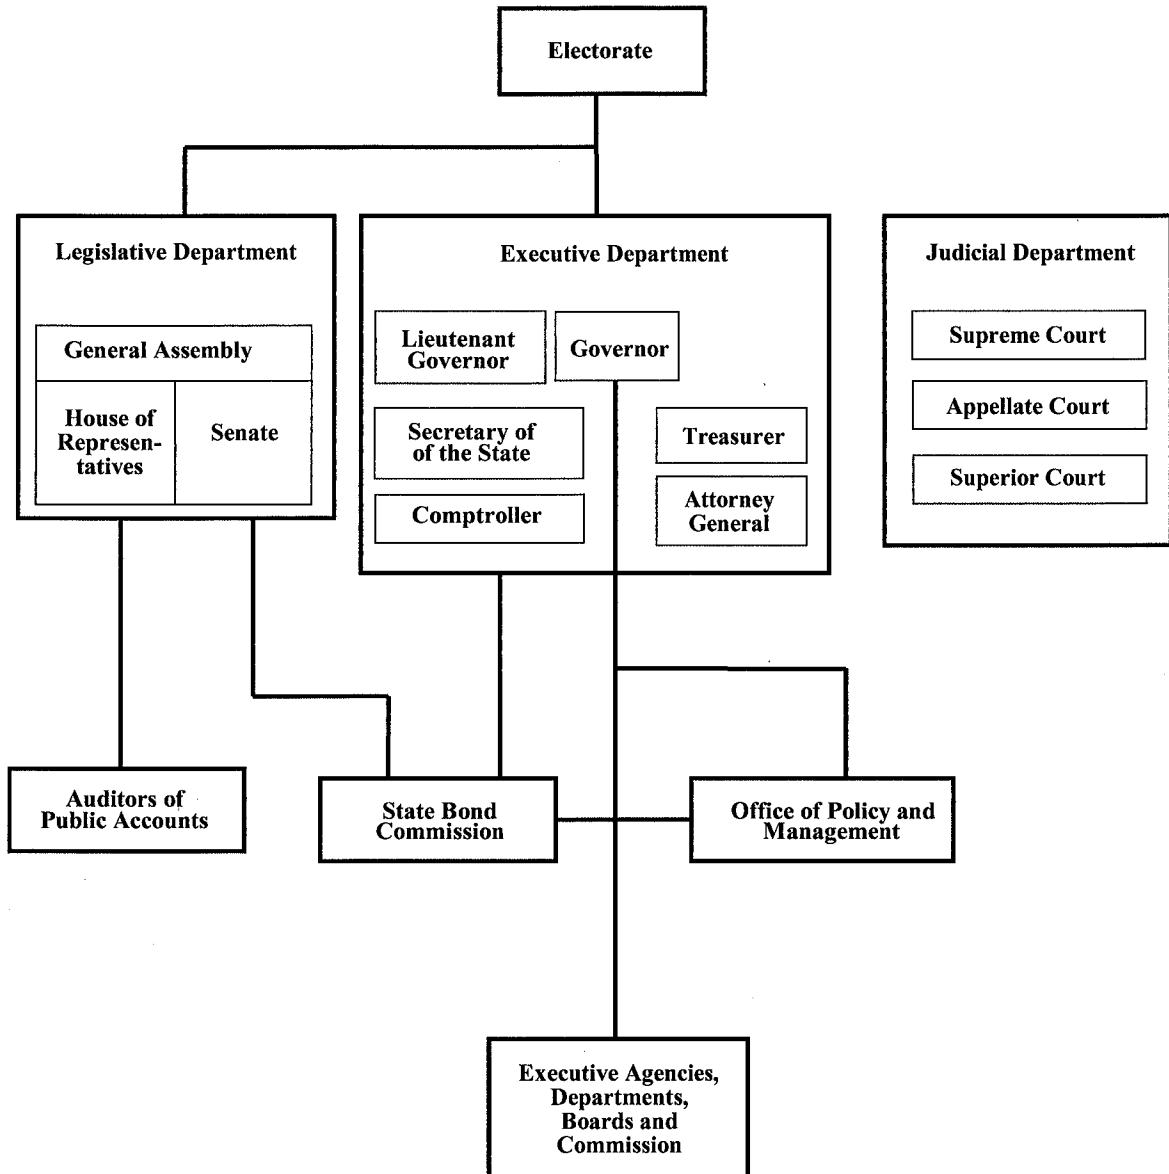 Electorate
Legislative Department
General Assembly
House of
Represen-
tatives
Senate
Executive Department
Lieutenant
Governor
Governor
Secretary of
of the State
Treasurer
Comptroller
Attorney
General
Judicial Department
Supreme Court
Appellate Court
Superior Court
Auditors of
Public Accounts
State Bond
Commission
Office of Policy and
Management
Executive Agencies,
Departments,
Boards and
Commission